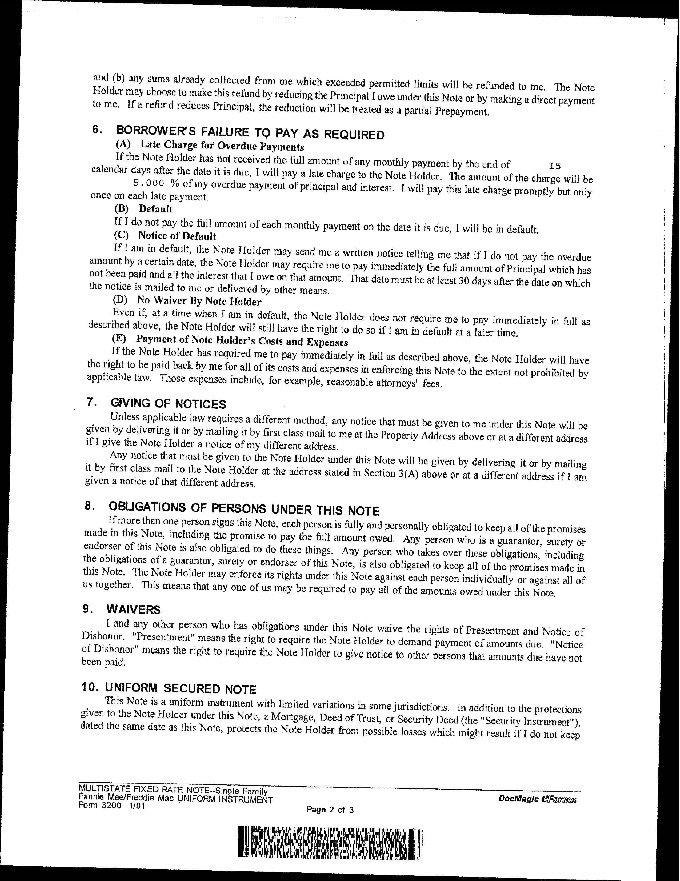 and (b) any sums already collected from me which exceeded permitted limits will be refunded to me. The Note
Holder may choose to make this refund by reducing the Principal I owe under this Note or by making a direct payment
to me. If a refund reduces Principal, the reduction will be treated as a partial Prepayment.
6. BORROWER'S FAILURE TO PAY AS REQUIRED
(A) Late Charge for Overdue Payments
If the Note Holder has not received the full amount of any monthly payment by the end of 15
calendar days after the date it is due, I will pay a late charge to the Note Holder. The amount of the charge will be
5.000 % of my overdue payment of principal and interest. I will pay this late charge promptly but only
once on each late payment.
(B) Default
If I do not pay the full amount of each monthly payment on the date it is due, I will be in default.
(C) Notice of Default
If I am in default, the Note Holder may send me a written notice telling me that if I do not pay the overdue
amount by a certain date, the Note Holder may require me to pay immediately the full amount of Principal which has
not been paid and all the interest that I owe on that amount. That date must be at least 30 days after the date on which
the notice is mailed to me or delivered by other means.
(D) No Waiver By Note Holder
Even if, at a time when I am in default, the Note Holder does not require me to pay immediately in full as
described above, the Note Holder will still have the right to do so if I am in default at a later time.
(E) Payment of Note Holder's Costs and Expenses
If the Note Holder has required me to pay immediately in full as described above, the Note Holder will have
the right to be paid back by me for all of its costs and expenses in enforcing this Note to the extent not prohibited by
applicable law. Those expenses include, for example, reasonable attorneys' fees.
7. GIVING OF NOTICES
Unless applicable law requires a different method, any notice that must be given to me under this Note will be
given by delivering it or by mailing it by first class mail to me at the Property Address above or at a different address
if I give the Note Holder a notice of my different address.
Any notice that must be given to the Note Holder under this Note will be given by delivering it or by mailing
it by first class mail to the Note Holder at the address stated in Section 3(A) above or at a different address if I am
given a notice of that different address.
8. OBLIGATIONS OF PERSONS UNDER THIS NOTE
If more than one person signs this Note, each person is fully and personally obligated to keep all of the promises
made in this Note, including the promise to pay the full amount owed. Any person who is a guarantor, surety or
endorser of this Note is also obligated to do these things. Any person who takes over these obligations, including
the obligations of a guarantor, surety or endorser of this Note, is also obligated to keep all of the promises made in
this Note. The Note Holder may enforce its rights under this Note against each person individually or against all of
us together. This means that any one of us may be required to pay all of the amounts owed under this Note.
9. WAIVERS
I and any other person who has obligations under this Note waive the rights of Presentment and Notice of
Dishonor. "Presentment" means the right to require the Note Holder to demand payment of amounts due. "Notice
of Dishonor" means the right to require the Note Holder to give notice to other persons that amounts due have not
been paid.
10. UNIFORM SECURED NOTE
This Note is a uniform instrument with limited variations in some jurisdictions. In addition to the protections
given to the Note Holder under this Note, a Mortgage, Deed of Trust, or Security Deed (the "Security Instrument"),
dated the same date as this Note, protects the Note Holder from possible losses which might result if I do not keep
MULTISTATE FIXED RATE NOTE--Single Family
Fannie Mae/Freddie Mac UNIFORM INSTRUMENT
Form 3200 1/01
Page 2 of 3
DocMagic